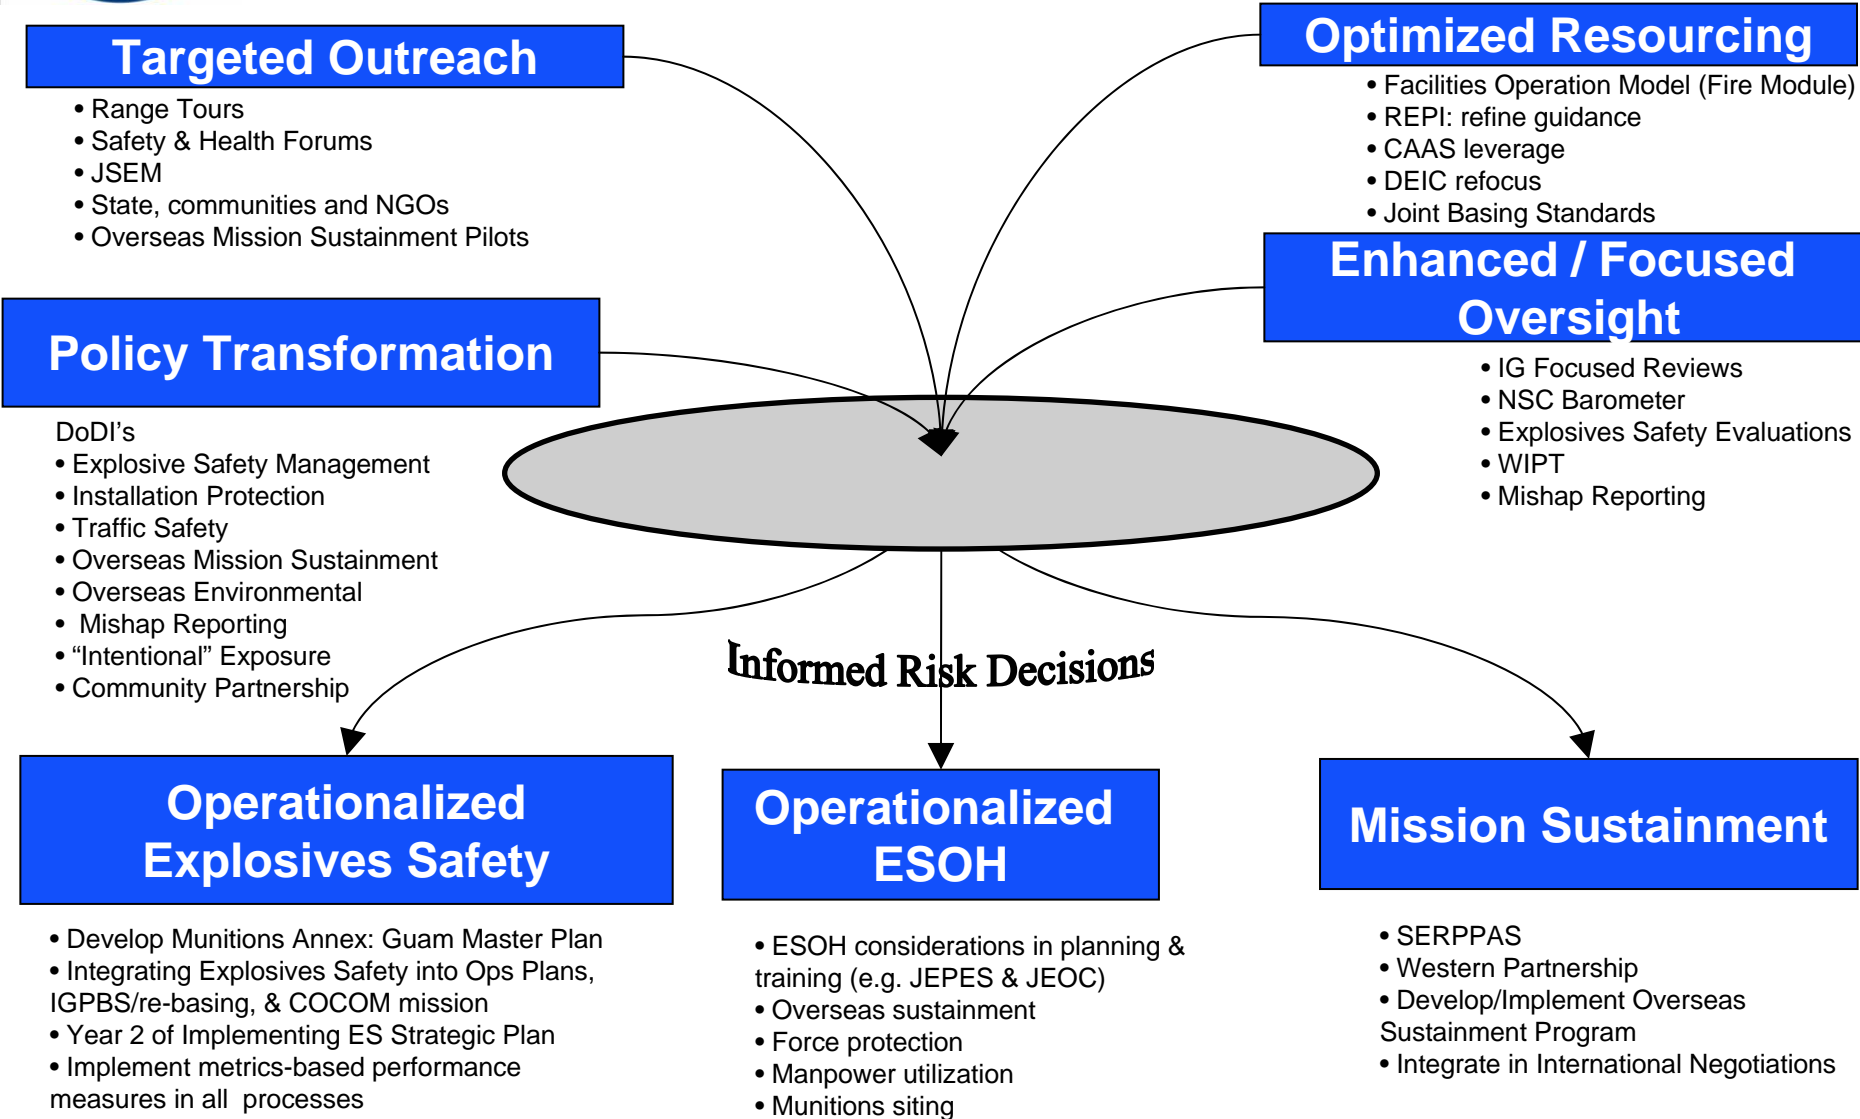 Targeted Outreach
• Range Tours
• Safety & Health Forums
• JSEM
• State, communities and NGOs
• Overseas Mission Sustainment Pilots
Optimized Resourcing
• Facilities Operation Model (Fire Module)
• REPI: refine guidance
• CAAS leverage
• DEIC refocus
• Joint Basing Standards
Policy Transformation
DoDI's
• Explosive Safety Management
• Installation Protection
• Traffic Safety
• Overseas Mission Sustainment
• Overseas Environmental
• Mishap Reporting
• “Intentional” Exposure
• Community Partnership
Enhanced / Focused
Oversight
• IG Focused Reviews
• NSC Barometer
• Explosives Safety Evaluations
• WIPT
• Mishap Reporting
Informed Risk Decisions
Operationalized
Explosives Safety
• Develop Munitions Annex: Guam Master Plan
• Integrating Explosives Safety into Ops Plans,
IGPBS/re-basing, & COCOM mission
• Year 2 of Implementing ES Strategic Plan
• Implement metrics-based performance
measures in all processes
Operationalized
ESOH
• ESOH considerations in planning &
training (e.g. JEPES & JEOC)
• Overseas sustainment
• Force protection
• Manpower utilization
• Munitions siting
Mission Sustainment
• SERPPAS
• Western Partnership
• Develop/Implement Overseas
Sustainment Program
• Integrate in International Negotiations